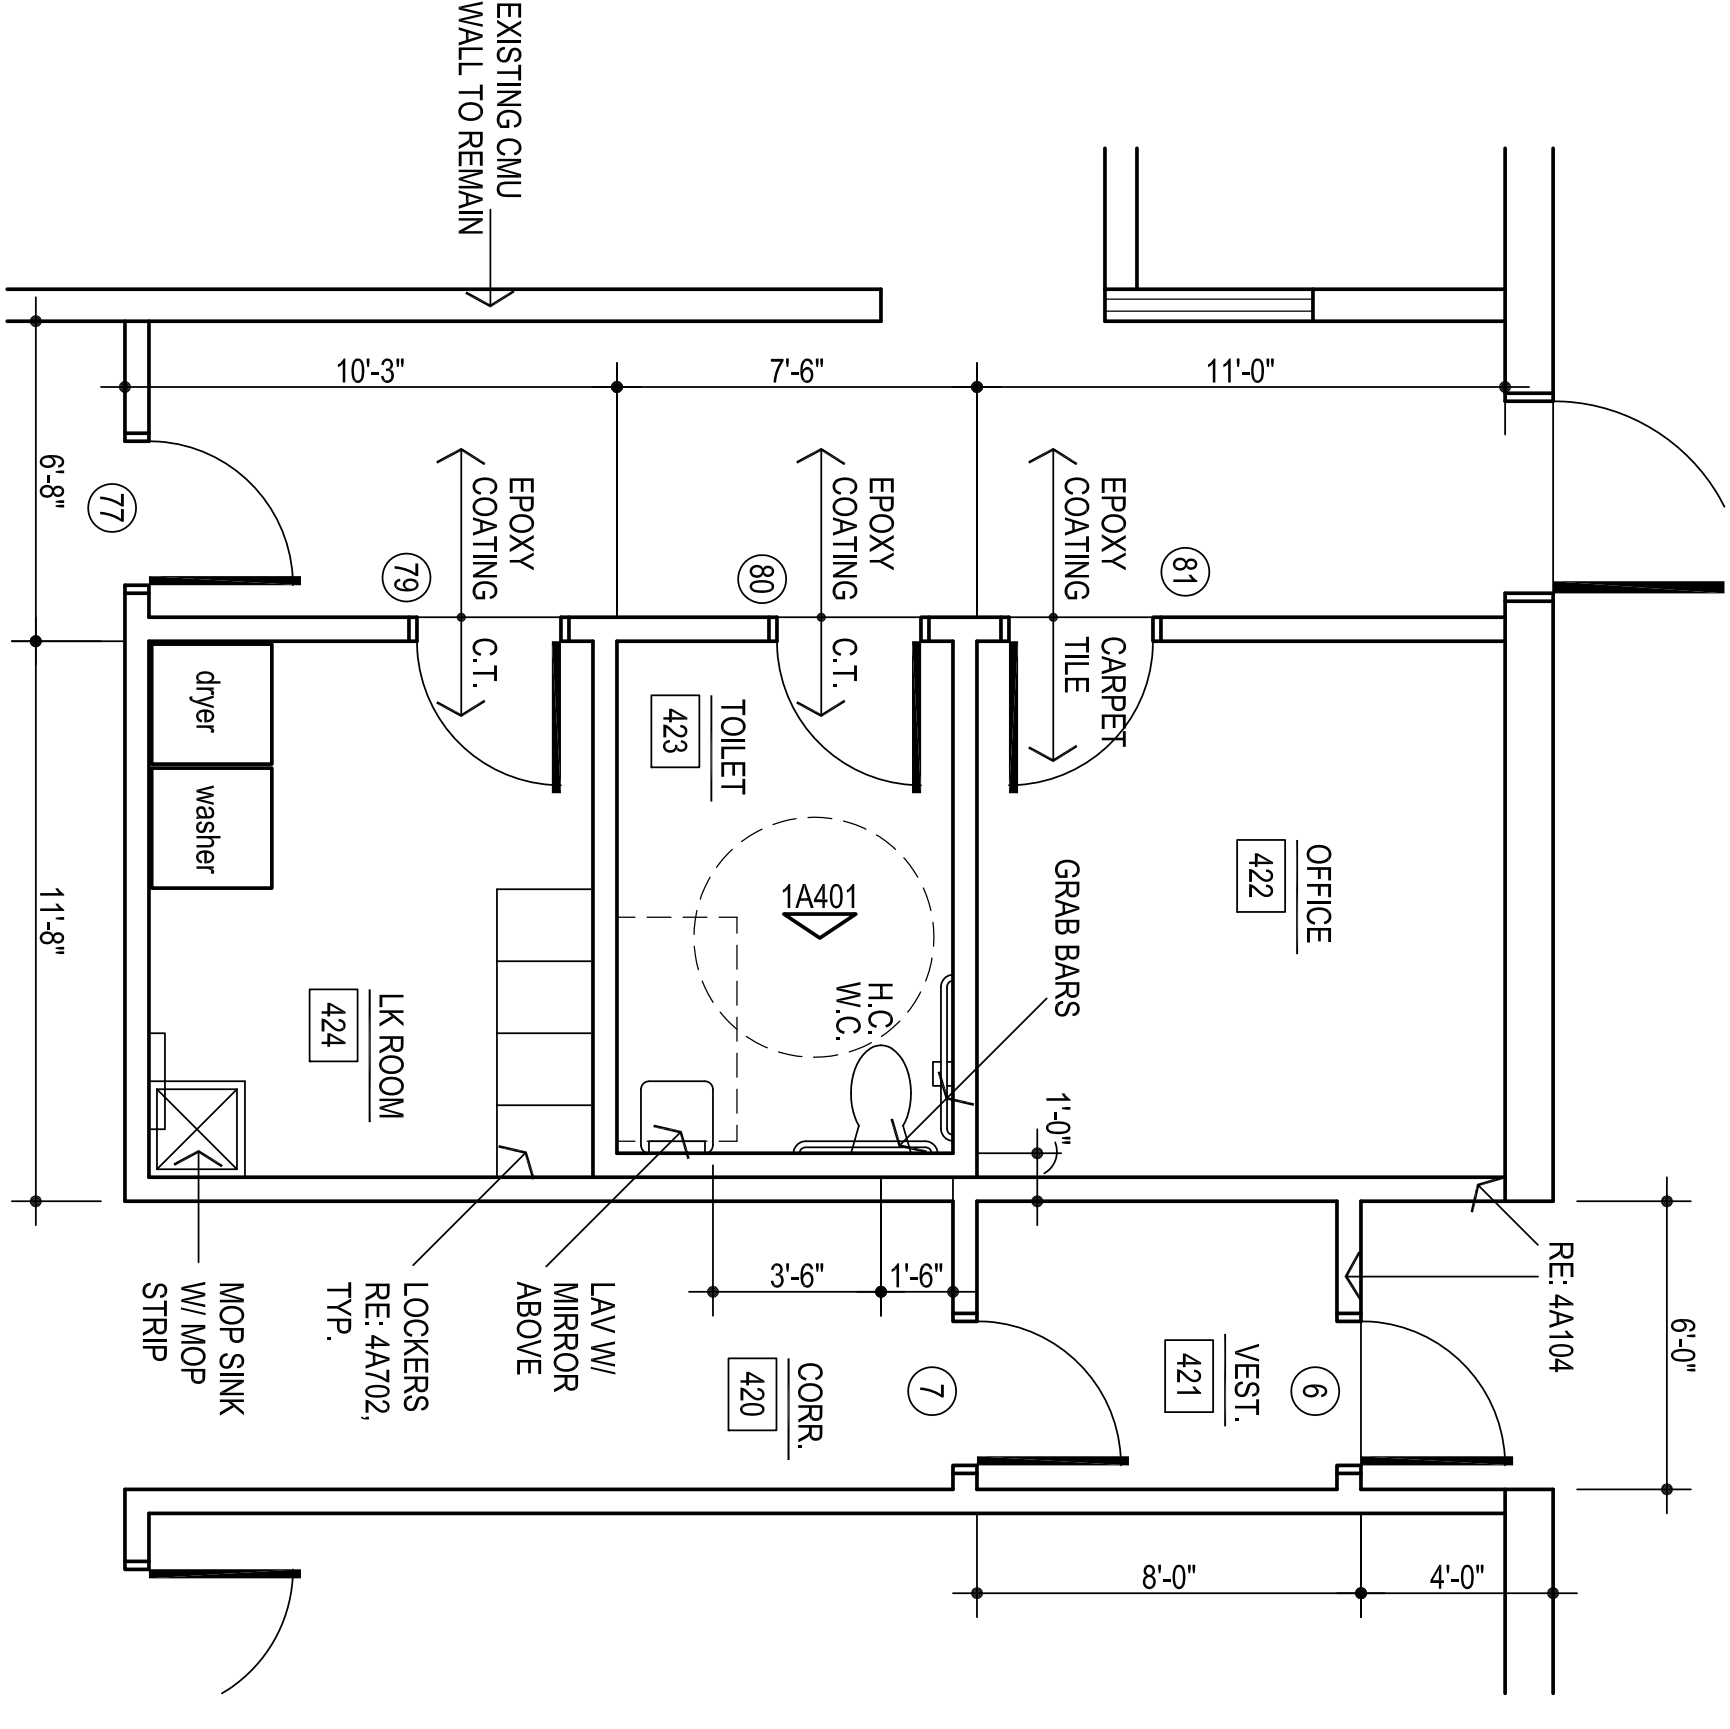 EXISTING CMU
WALL TO REMAIN
10'-3"
7'-6"
11'-0"
6'-8"
77
EPOXY
COATING
C.T.
79
EPOXY
COATING
C.T.
80
EPOXY
COATING
CARPET
TILE
81
dryer
washer
TOILET
423
1A401
H.C.
W.C.
GRAB BARS
OFFICE
422
11'-8"
LK ROOM
424
1'-0"
3'-6"
1'-6"
RE: 4A104
6'-0"
MOP SINK
W/ MOP
STRIP
LOCKERS
RE: 4A702,
TYP.
LAV W/
MIRROR
ABOVE
CORR.
420
7
VEST.
421
6
8'-0"
4'-0"